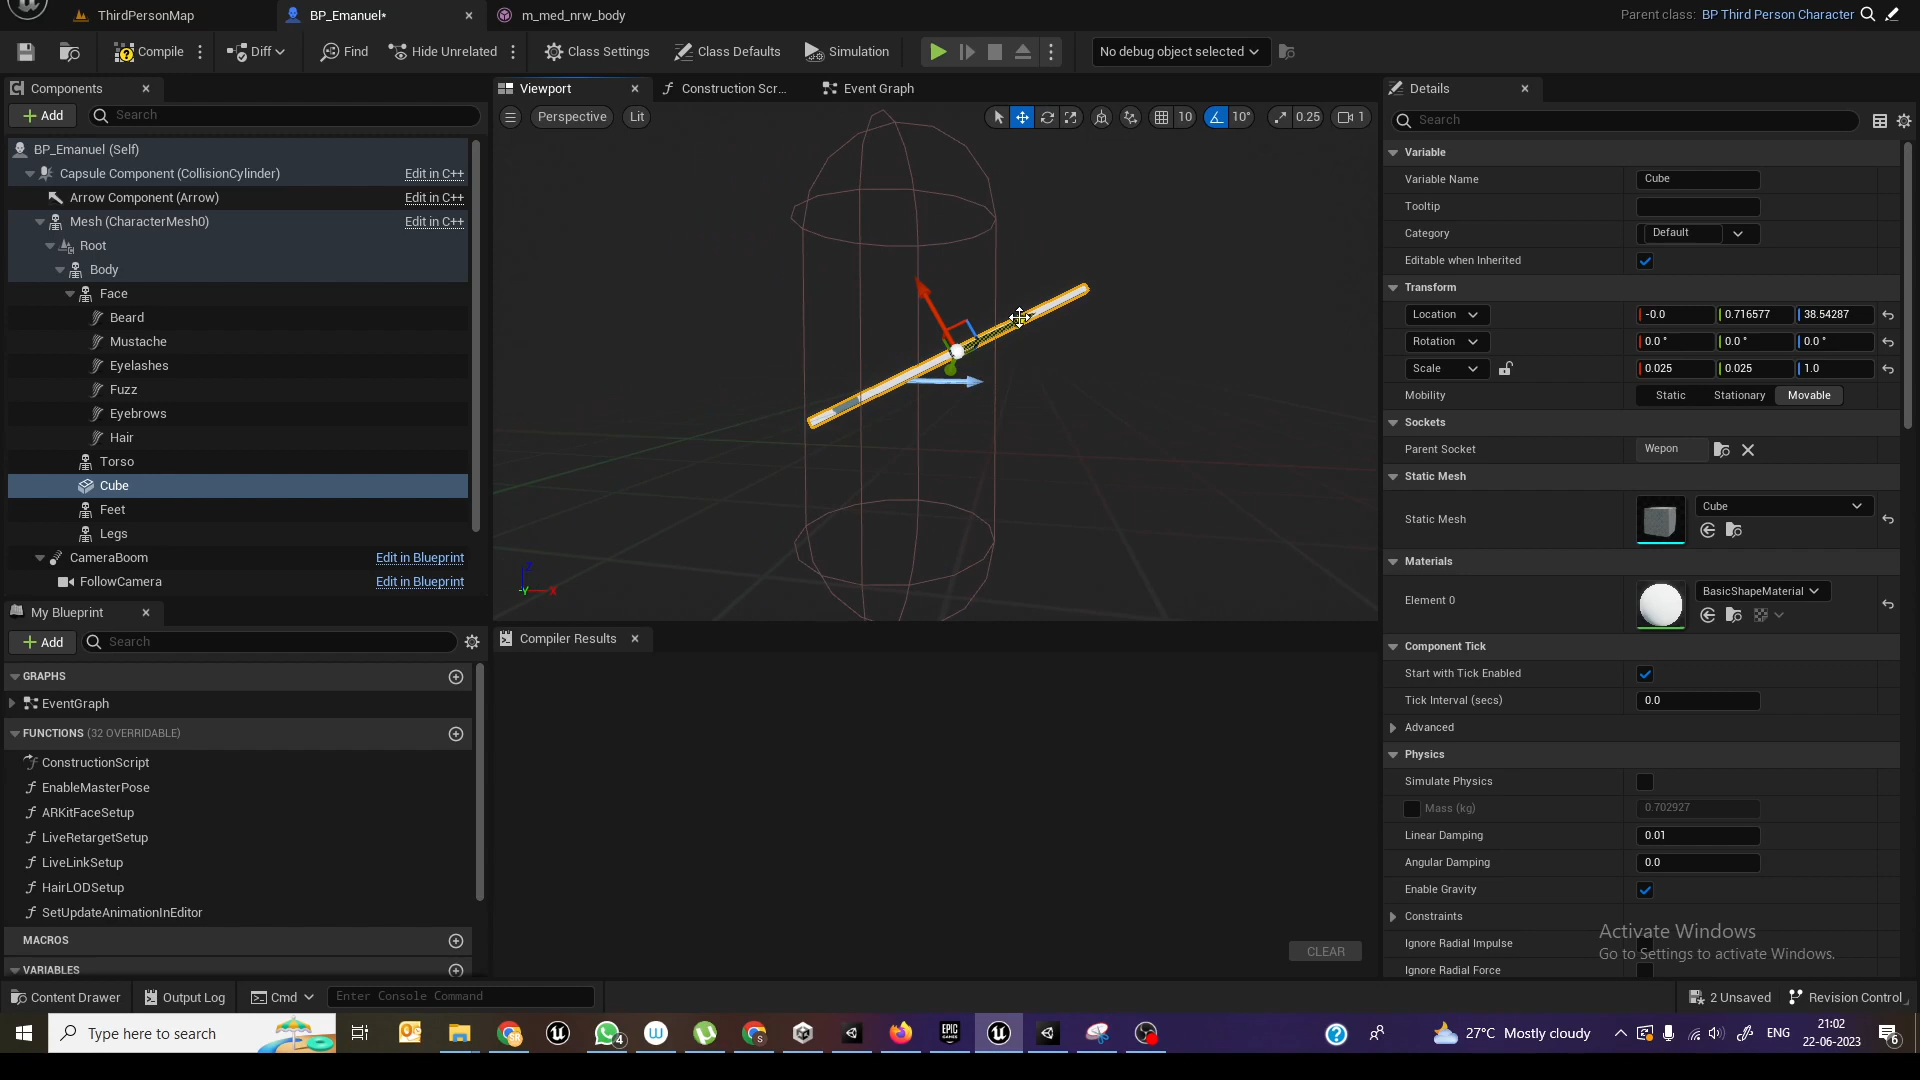 ThirdPersonMap
BP_Emanuel*
m_med_nrw_body
Parent class: BP Third Person Character
Compile
Diff
Find
Hide Unrelated
Class Settings
Class Defaults
Simulation
No debug object selected
Components
Viewport
Construction Scr...
Event Graph
Details
Add
Search
Perspective
Lit
10
10°
0.25
1
Search
BP_Emanuel (Self)
Capsule Component (CollisionCylinder) Edit in C++
Arrow Component (Arrow) Edit in C++
Mesh (CharacterMesh0) Edit in C++
Root
Body
Face
Beard
Mustache
Eyelashes
Fuzz
Eyebrows
Hair
Torso
Cube
Feet
Legs
CameraBoom Edit in Blueprint
FollowCamera Edit in Blueprint
Z
Y X
My Blueprint
Add
Search
GRAPHS
EventGraph
FUNCTIONS (32 OVERRIDABLE)
ConstructionScript
EnableMasterPose
ARKitFaceSetup
LiveRetargetSetup
LiveLinkSetup
HairLODSetup
SetUpdateAnimationInEditor
MACROS
VARIABLES
Compiler Results
CLEAR
Variable
Variable Name Cube
Tooltip
Category Default
Editable when Inherited
Transform
Location -0.0 0.716577 38.54287
Rotation 0.0 ° 0.0 ° 0.0 °
Scale 0.025 0.025 1.0
Mobility Static Stationary Movable
Sockets
Parent Socket Wepon
Static Mesh
Static Mesh Cube
Materials
Element 0 BasicShapeMaterial
Component Tick
Start with Tick Enabled
Tick Interval (secs) 0.0
Advanced
Physics
Simulate Physics
Mass (kg) 0.702927
Linear Damping 0.01
Angular Damping 0.0
Enable Gravity
Constraints
Ignore Radial Impulse
Ignore Radial Force
Activate Windows
Go to Settings to activate Windows.
Content Drawer
Output Log
Cmd
Enter Console Command
2 Unsaved
Revision Control
Type here to search
4
27°C Mostly cloudy
ENG
21:02
22-06-2023
6